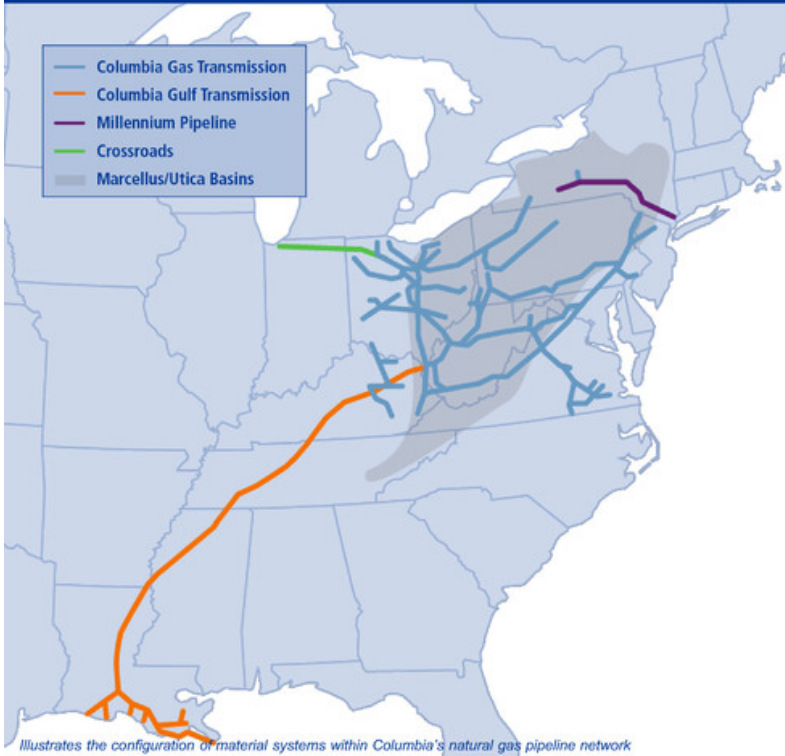 Columbia Gas Transmission
Columbia Gulf Transmission
Millennium Pipeline
Crossroads
Marcellus/Utica Basins
Illustrates the configuration of material systems within Columbia's natural gas pipeline network